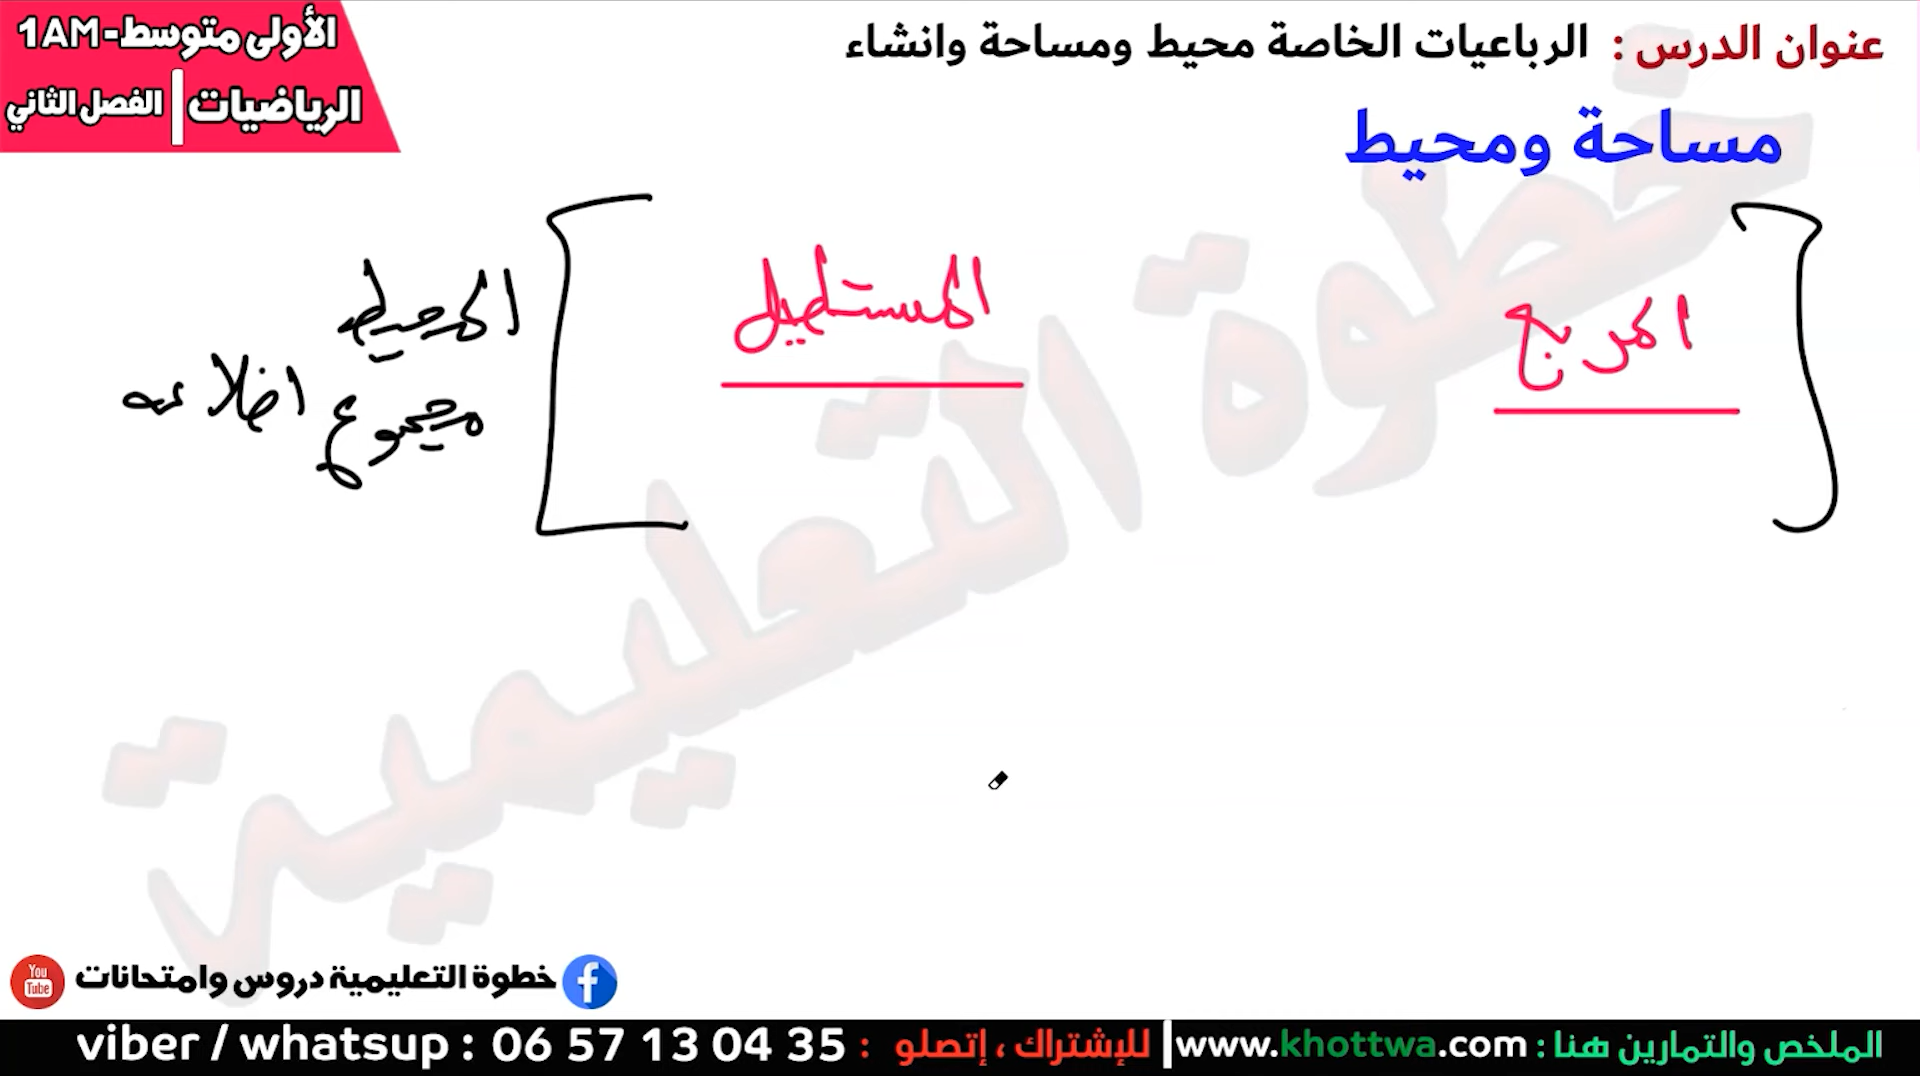 الأولى متوسط-1AM
الرياضيات | الفصل الثاني
عنوان الدرس : الرباعيات الخاصة محيط ومساحة وانشاء
مساحة ومحيط
المربع
المستطيل
المحيط
مجموع اضلاعه
خطوة التعليمية
خطوة التعليمية دروس وامتحانات
You Tube
الملخص والتمارين هنا : www.khottwa.com | للإشتراك ، إتصلو : viber / whatsup : 06 57 13 04 35